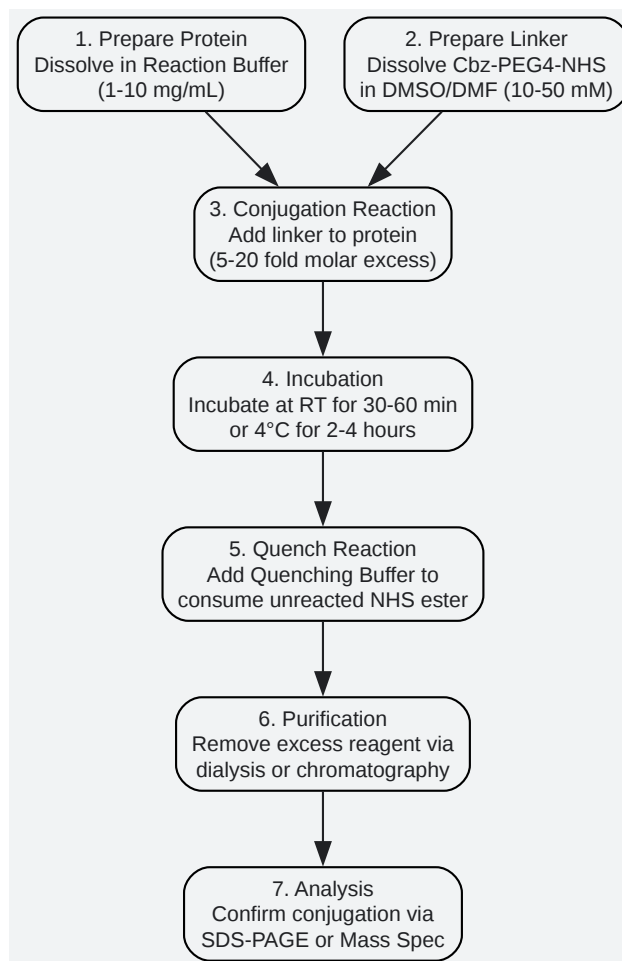 1. Prepare Protein
Dissolve in Reaction Buffer
(1-10 mg/mL)
2. Prepare Linker
Dissolve Cbz-PEG4-NHS
in DMSO/DMF (10-50 mM)
3. Conjugation Reaction
Add linker to protein
(5-20 fold molar excess)
4. Incubation
Incubate at RT for 30-60 min
or 4°C for 2-4 hours
5. Quench Reaction
Add Quenching Buffer to
consume unreacted NHS ester
6. Purification
Remove excess reagent via
dialysis or chromatography
7. Analysis
Confirm conjugation via
SDS-PAGE or Mass Spec